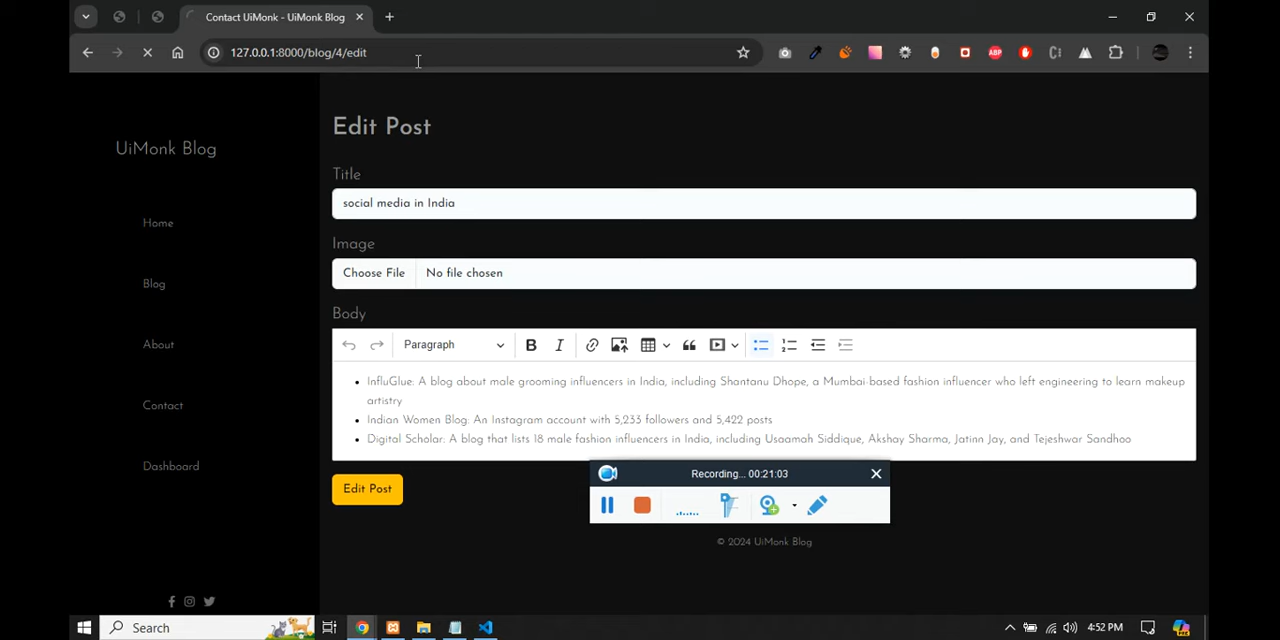 Contact UiMonk - UiMonk Blog
127.0.0.1:8000/blog/4/edit
ABP
UiMonk Blog
Home
Blog
About
Contact
Dashboard
Edit Post
Title
social media in India
Image
Choose File No file chosen
Body
Paragraph B I
InfluGlue: A blog about male grooming influencers in India, including Shantanu Dhope, a Mumbai-based fashion influencer who left engineering to learn makeup
artistry
Indian Women Blog: An Instagram account with 5,233 followers and 5,422 posts
Digital Scholar: A blog that lists 18 male fashion influencers in India, including Usaamah Siddique, Akshay Sharma, Jatinn Jay, and Tejeshwar Sandhoo
Edit Post
Recording... 00:21:03
© 2024 UiMonk Blog
Search
4:52 PM